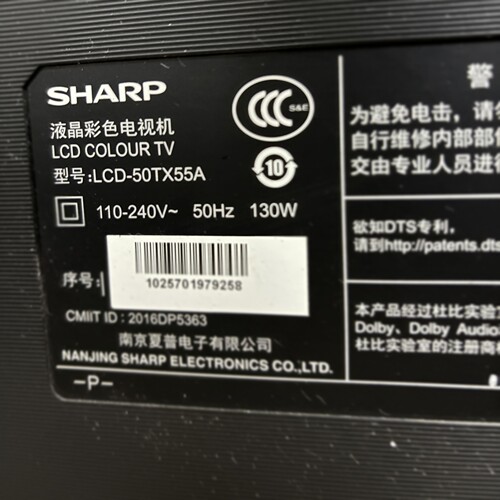 SHARP
液晶彩色电视机
LCD COLOUR TV
型号:LCD-50TX55A
110-240V~ 50Hz 130W
序号:
1025701979258
CMIIT ID : 2016DP5363
南京夏普电子有限公司
NANJING SHARP ELECTRONICS CO.,LTD.
-P-
CCC S&E
10
警
为避免电击,请
自行维修内部部
交由专业人员进
欲知DTS专利,
请到http://patents.dts
本产品经过杜比实验
Dolby、Dolby Audio
杜比实验室的注册商